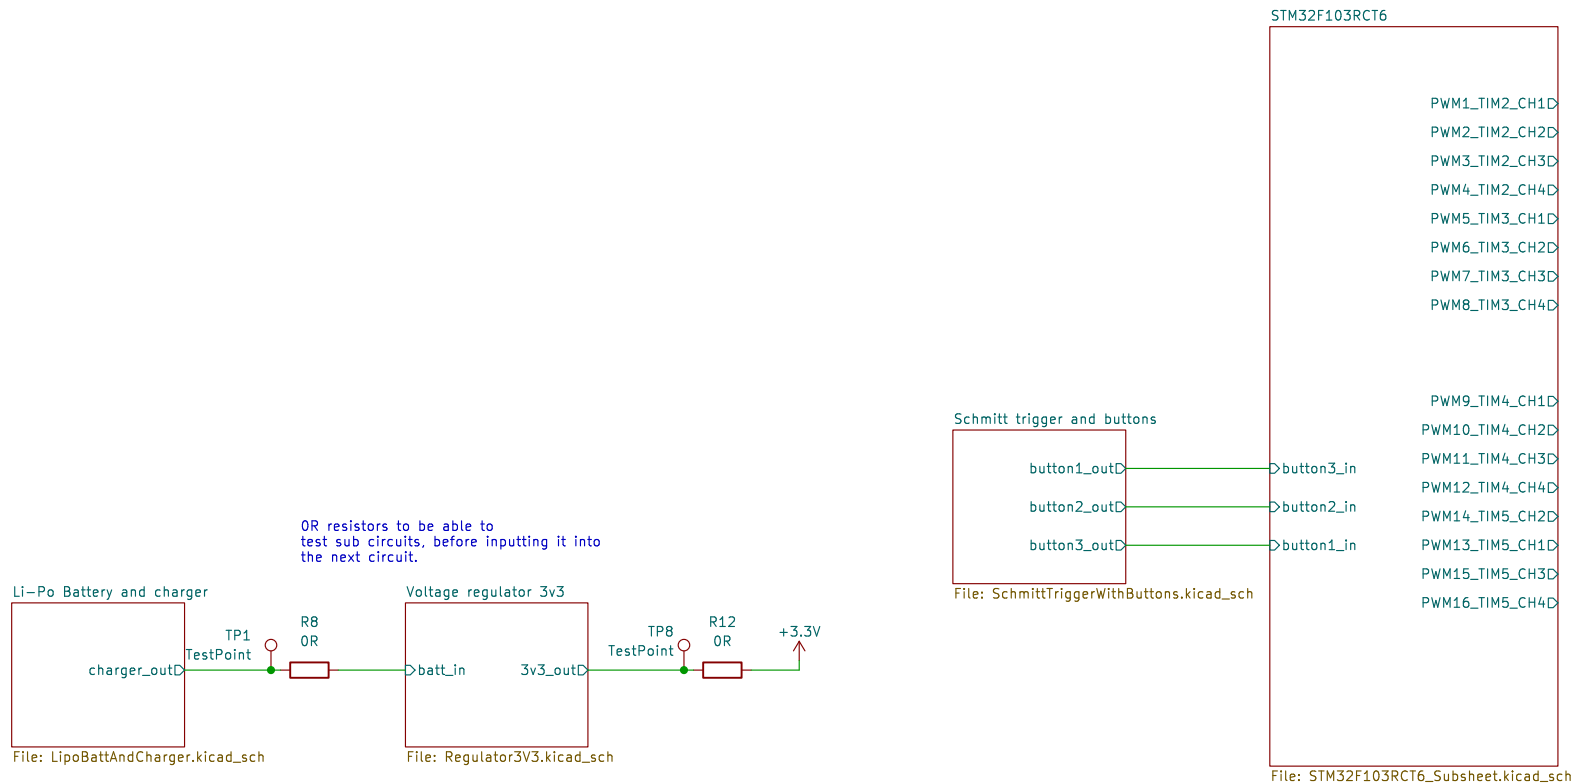 STM32F103RCT6
PWM1_TIM2_CH1
PWM2_TIM2_CH2
PWM3_TIM2_CH3
PWM4_TIM2_CH4
PWM5_TIM3_CH1
PWM6_TIM3_CH2
PWM7_TIM3_CH3
PWM8_TIM3_CH4
PWM9_TIM4_CH1
PWM10_TIM4_CH2
PWM11_TIM4_CH3
PWM12_TIM4_CH4
PWM14_TIM5_CH2
PWM13_TIM5_CH1
PWM15_TIM5_CH3
PWM16_TIM5_CH4
button3_in
button2_in
button1_in
File: STM32F103RCT6_Subsheet.kicad_sch
Schmitt trigger and buttons
button1_out
button2_out
button3_out
File: SchmittTriggerWithButtons.kicad_sch
0R resistors to be able to
test sub circuits, before inputting it into
the next circuit.
Li-Po Battery and charger
charger_out
File: LipoBattAndCharger.kicad_sch
TP1
TestPoint
R8
0R
Voltage regulator 3v3
batt_in
3v3_out
File: Regulator3V3.kicad_sch
TP8
TestPoint
R12
0R
+3.3V